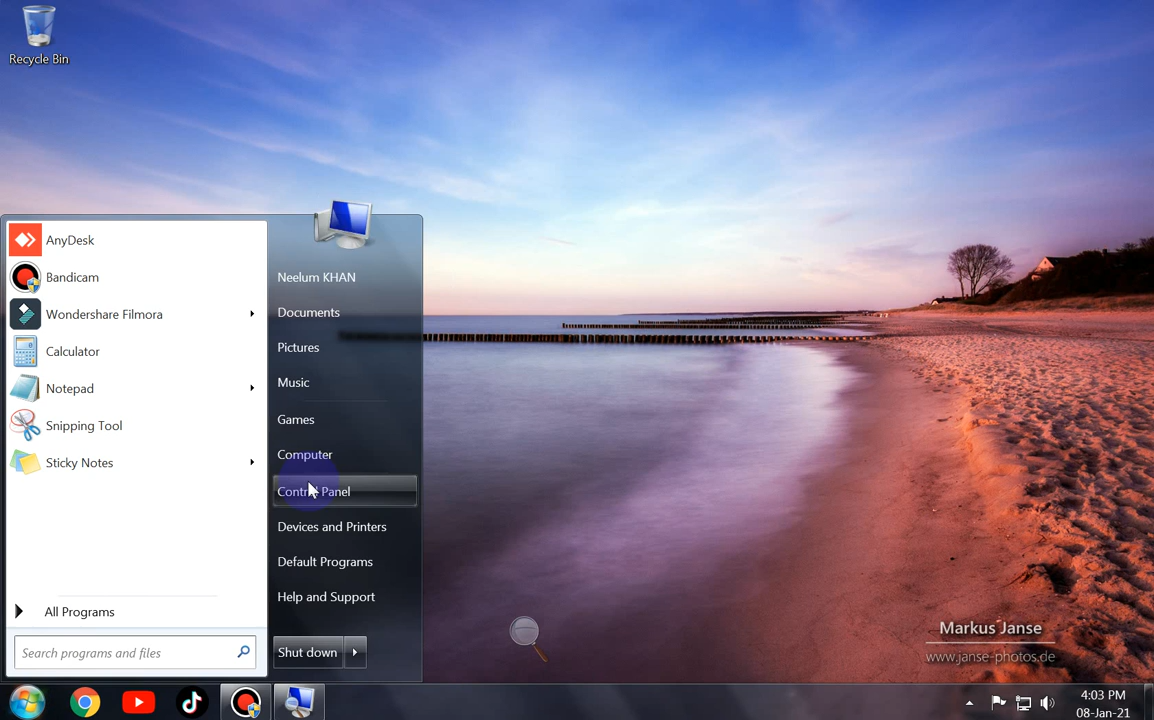 Recycle Bin
AnyDesk
Bandicam
Wondershare Filmora
Calculator
Notepad
Snipping Tool
Sticky Notes
All Programs
Search programs and files
Neelum KHAN
Documents
Pictures
Music
Games
Computer
Control Panel
Devices and Printers
Default Programs
Help and Support
Shut down
Markus Janse
www.janse-photos.de
4:03 PM
08-Jan-21